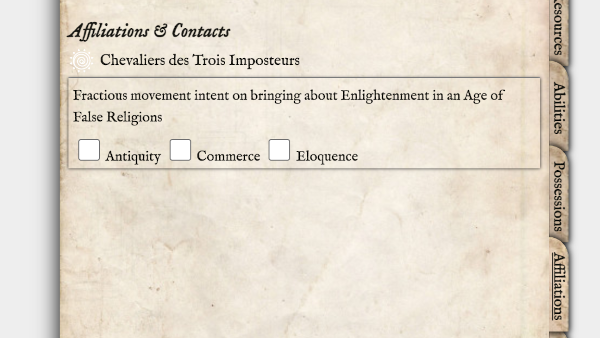 Affiliations & Contacts
Chevaliers des Trois Imposteurs
Fractious movement intent on bringing about Enlightenment in an Age of
False Religions
Antiquity Commerce Eloquence
Abilities
Possessions
Affiliations